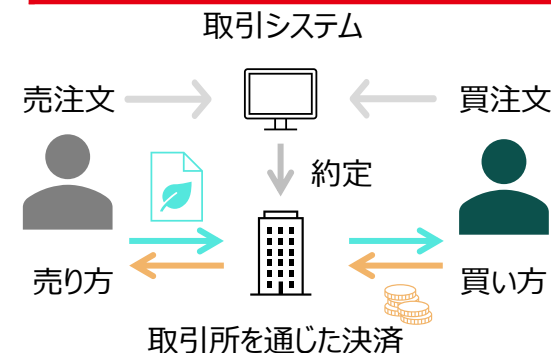 取引システム
売注文
買注文
約定
売り方
買い方
取引所を通じた決済